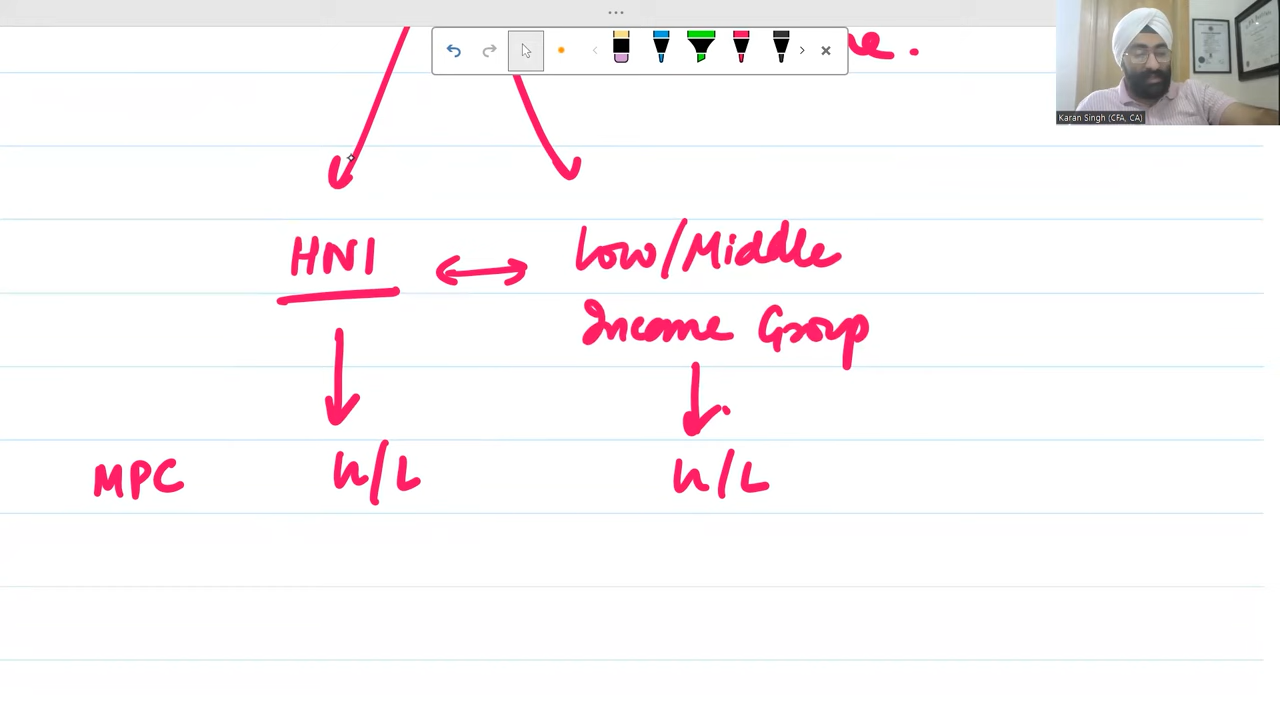 e.
Karan Singh (CFA, CA)
HNI ↔ Low/Middle
Income Group
MPC H/L H/L